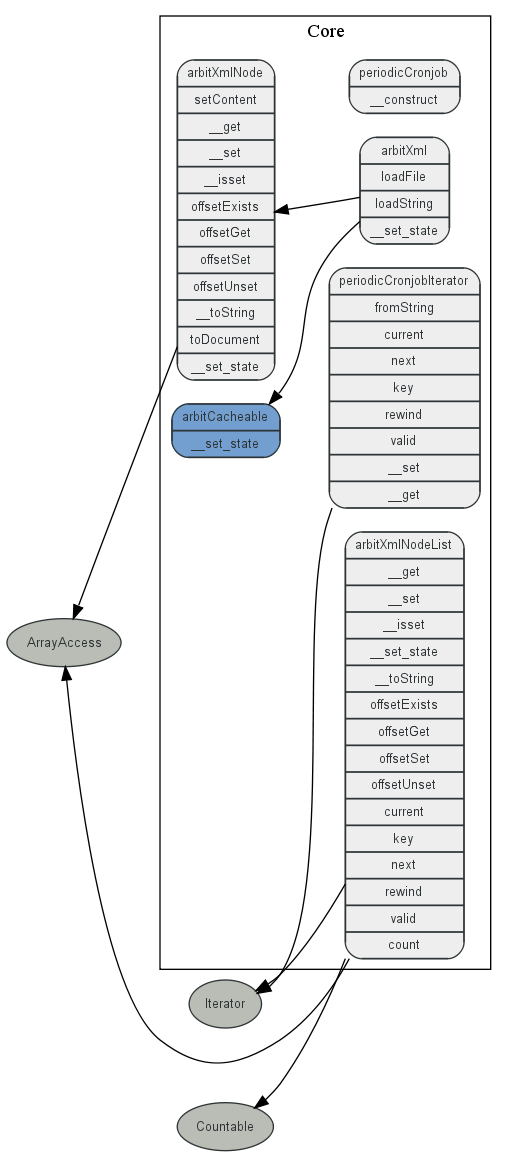 Core
arbitXmlNode
setContent
__get
__set
__isset
offsetExists
offsetGet
offsetSet
offsetUnset
__toString
toDocument
__set_state
periodicCronjob
__construct
arbitXml
loadFile
loadString
__set_state
periodicCronjobIterator
fromString
current
next
key
rewind
valid
__set
__get
arbitCacheable
__set_state
arbitXmlNodeList
__get
__set
__isset
__set_state
__toString
offsetExists
offsetGet
offsetSet
offsetUnset
current
key
next
rewind
valid
count
ArrayAccess
Iterator
Countable